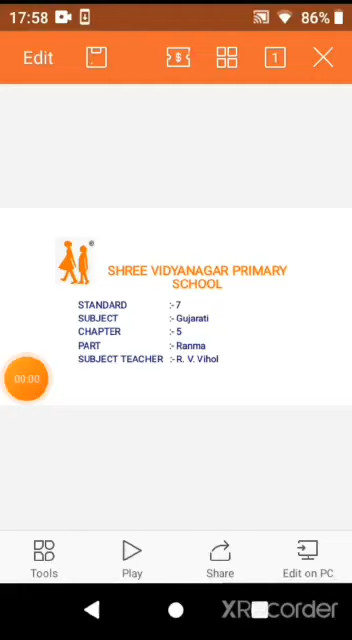 17:58 86%
Edit $ 1
®
SHREE VIDYANAGAR PRIMARY
SCHOOL
STANDARD :- 7
SUBJECT :- Gujarati
CHAPTER :- 5
PART :- Ranma
SUBJECT TEACHER :- R. V. Vihol
00:00
Tools Play Share Edit on PC
XRecorder